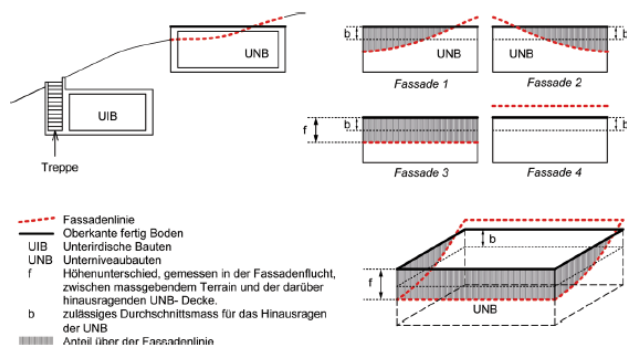 UNB
UIB
Treppe
b
UNB
b
Fassade 1
b
UNB
b
Fassade 2
f
b
Fassade 3
b
Fassade 4
Fassadenlinie
Oberkante fertig Boden
UIB Unterirdische Bauten
UNB Unterniveaubauten
f Höhenunterschied, gemessen in der Fassadenflucht,
zwischen massgebendem Terrain und der darüber
hinausragenden UNB- Decke.
b zulässiges Durchschnittsmass für das Hinausragen
der UNB
Anteil über der Fassadenlinie
b
f
UNB